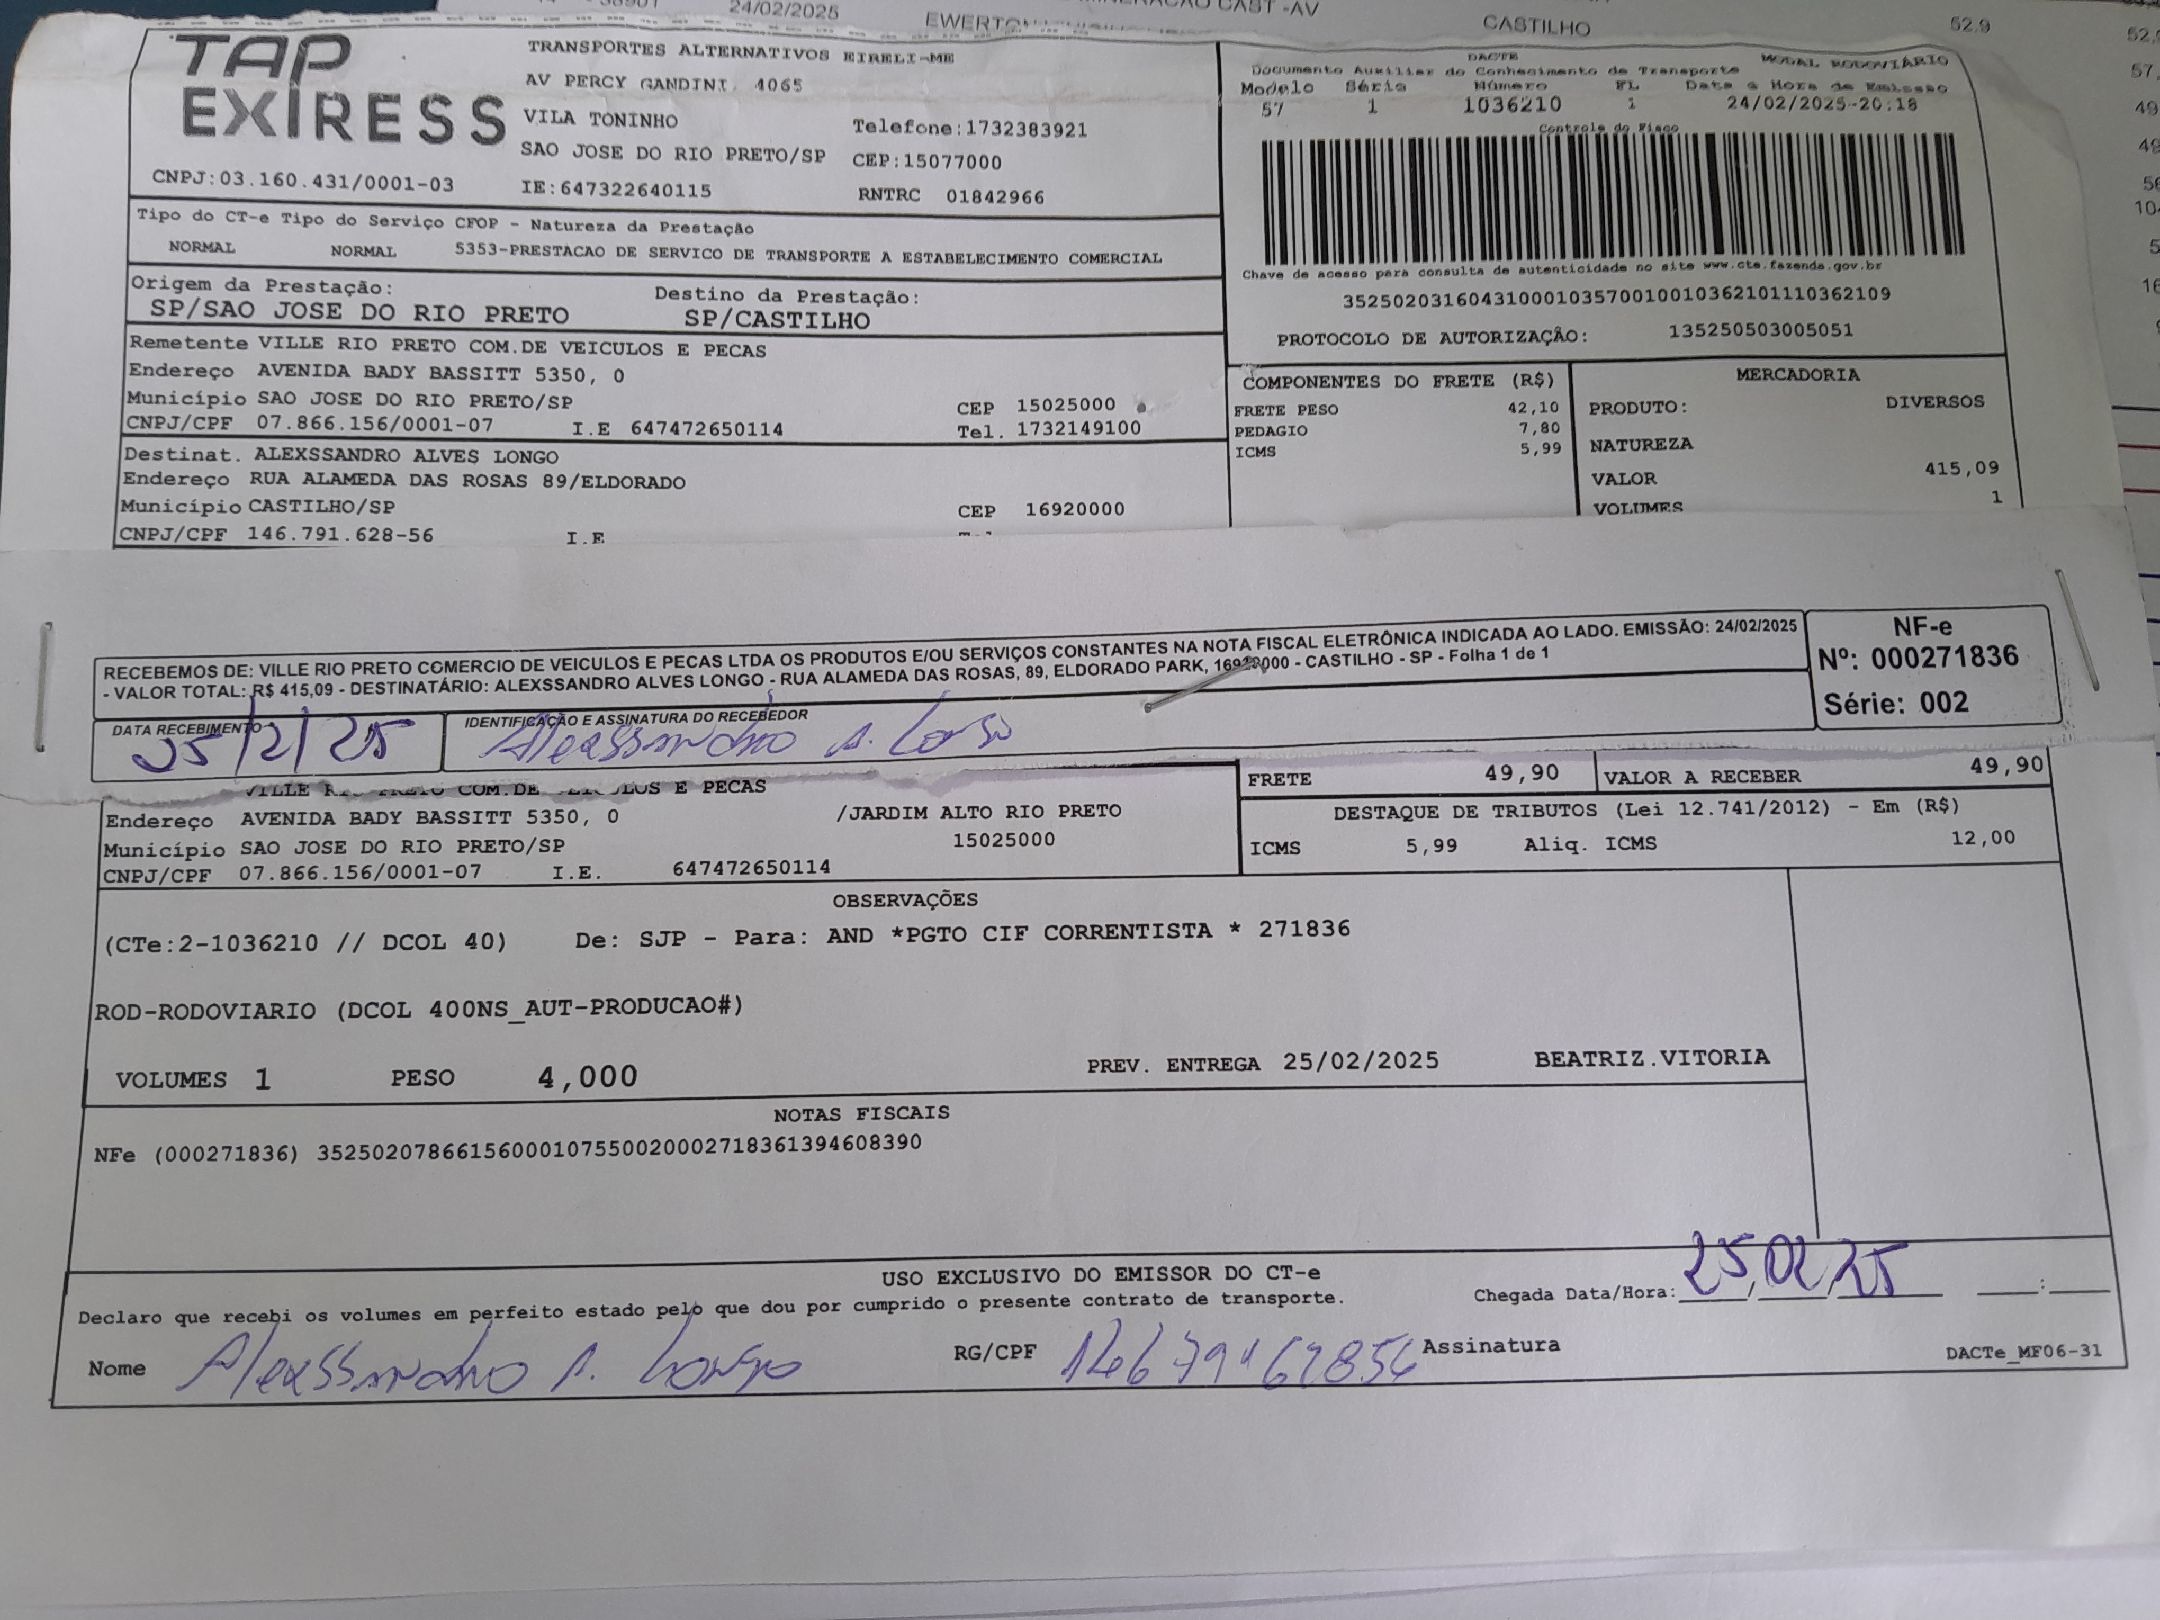 24/02/2025
CAST -AV
CASTILHO
52,9
TAP
EXPRESS
TRANSPORTES ALTERNATIVOS EIRELI-ME
AV PERCY GANDINI, 4065
VILA TONINHO
Telefone:1732383921
SAO JOSE DO RIO PRETO/SP CEP:15077000
CNPJ:03.160.431/0001-03 IE:647322640115 RNTRC 01842966
DACTE MODAL RODOVIÁRIO
Documento Auxiliar do Conhecimento de Transporte
Modelo Série Número FL Data e Hora de Emissão
57 1 1036210 1 24/02/2025-20:18
Controle do Fisco
Chave de acesso para consulta de autenticidade no site www.cte.fazenda.gov.br
35250203160431000103570010010362101110362109
PROTOCOLO DE AUTORIZAÇÃO: 135250503005051
Tipo do CT-e Tipo do Serviço CFOP - Natureza da Prestação
NORMAL NORMAL 5353-PRESTACAO DE SERVICO DE TRANSPORTE A ESTABELECIMENTO COMERCIAL
Origem da Prestação: Destino da Prestação:
SP/SAO JOSE DO RIO PRETO SP/CASTILHO
Remetente VILLE RIO PRETO COM.DE VEICULOS E PECAS
Endereço AVENIDA BADY BASSITT 5350, 0
Município SAO JOSE DO RIO PRETO/SP CEP 15025000
CNPJ/CPF 07.866.156/0001-07 I.E 647472650114 Tel. 1732149100
Destinat. ALEXSSANDRO ALVES LONGO
Endereço RUA ALAMEDA DAS ROSAS 89/ELDORADO
Município CASTILHO/SP CEP 16920000
CNPJ/CPF 146.791.628-56 I.E
COMPONENTES DO FRETE (R$)
FRETE PESO 42,10
PEDAGIO 7,80
ICMS 5,99
MERCADORIA
PRODUTO: DIVERSOS
NATUREZA
VALOR 415,09
VOLUMES 1
RECEBEMOS DE: VILLE RIO PRETO COMERCIO DE VEICULOS E PECAS LTDA OS PRODUTOS E/OU SERVIÇOS CONSTANTES NA NOTA FISCAL ELETRÔNICA INDICADA AO LADO. EMISSÃO: 24/02/2025
- VALOR TOTAL: R$ 415,09 - DESTINATÁRIO: ALEXSSANDRO ALVES LONGO - RUA ALAMEDA DAS ROSAS, 89, ELDORADO PARK, 16920000 - CASTILHO - SP - Folha 1 de 1
NF-e
Nº: 000271836
Série: 002
DATA RECEBIMENTO IDENTIFICAÇÃO E ASSINATURA DO RECEBEDOR
25/2/25 Alexssandro A. Longo
VILLE RIO PRETO COM.DE VEICULOS E PECAS
Endereço AVENIDA BADY BASSITT 5350, 0 /JARDIM ALTO RIO PRETO
Município SAO JOSE DO RIO PRETO/SP 15025000
CNPJ/CPF 07.866.156/0001-07 I.E. 647472650114
FRETE 49,90 VALOR A RECEBER 49,90
DESTAQUE DE TRIBUTOS (Lei 12.741/2012) - Em (R$)
ICMS 5,99 Aliq. ICMS 12,00
OBSERVAÇÕES
(CTe:2-1036210 // DCOL 40) De: SJP - Para: AND *PGTO CIF CORRENTISTA * 271836
ROD-RODOVIARIO (DCOL 400NS_AUT-PRODUCAO#)
VOLUMES 1 PESO 4,000 PREV. ENTREGA 25/02/2025 BEATRIZ.VITORIA
NOTAS FISCAIS
NFe (000271836) 35250207866156000107550020002718361394608390
USO EXCLUSIVO DO EMISSOR DO CT-e
Declaro que recebi os volumes em perfeito estado pelo que dou por cumprido o presente contrato de transporte. Chegada Data/Hora: 25/02/25 :
Nome Alexssandro A. Longo RG/CPF 14679162856 Assinatura
DACTe_MF06-31